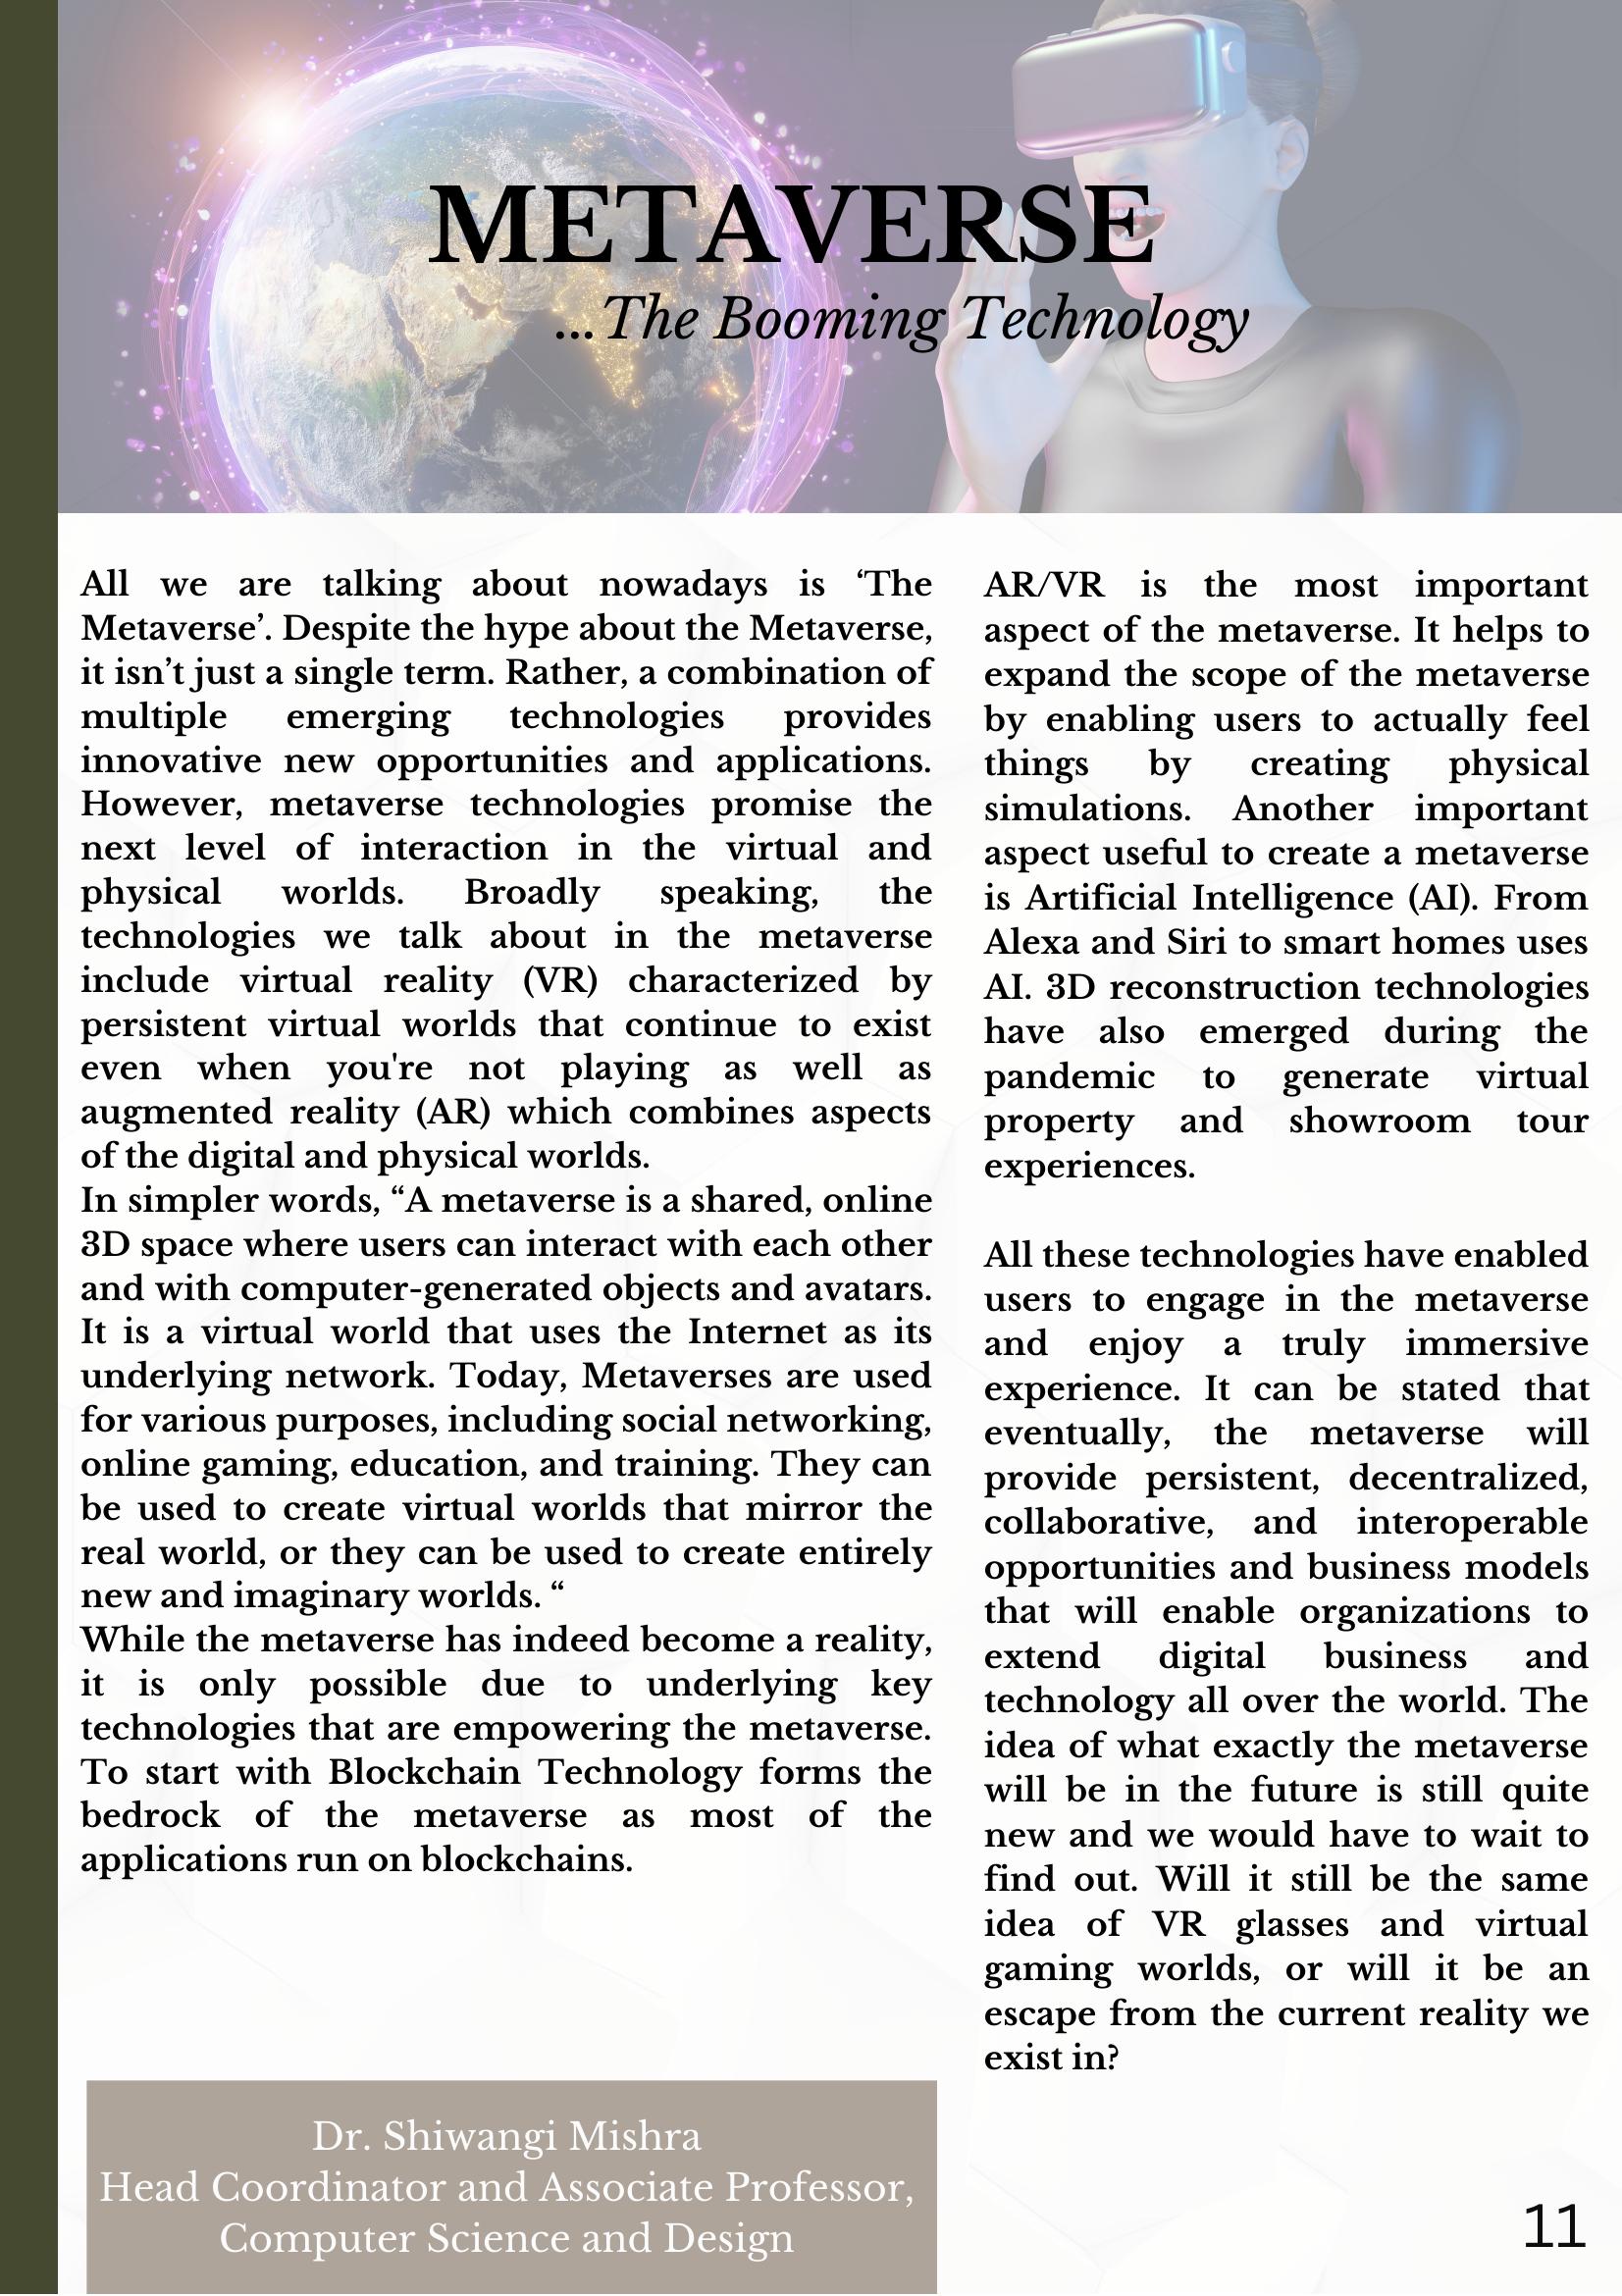 METAVERSE
...The Booming Technology
All we are talking about nowadays is ‘The
Metaverse’. Despite the hype about the Metaverse,
it isn’t just a single term. Rather, a combination of
multiple emerging technologies provides
innovative new opportunities and applications.
However, metaverse technologies promise the
next level of interaction in the virtual and
physical worlds. Broadly speaking, the
technologies we talk about in the metaverse
include virtual reality (VR) characterized by
persistent virtual worlds that continue to exist
even when you're not playing as well as
augmented reality (AR) which combines aspects
of the digital and physical worlds.
In simpler words, “A metaverse is a shared, online
3D space where users can interact with each other
and with computer-generated objects and avatars.
It is a virtual world that uses the Internet as its
underlying network. Today, Metaverses are used
for various purposes, including social networking,
online gaming, education, and training. They can
be used to create virtual worlds that mirror the
real world, or they can be used to create entirely
new and imaginary worlds. “
While the metaverse has indeed become a reality,
it is only possible due to underlying key
technologies that are empowering the metaverse.
To start with Blockchain Technology forms the
bedrock of the metaverse as most of the
applications run on blockchains.
AR/VR is the most important
aspect of the metaverse. It helps to
expand the scope of the metaverse
by enabling users to actually feel
things by creating physical
simulations. Another important
aspect useful to create a metaverse
is Artificial Intelligence (AI). From
Alexa and Siri to smart homes uses
AI. 3D reconstruction technologies
have also emerged during the
pandemic to generate virtual
property and showroom tour
experiences.
All these technologies have enabled
users to engage in the metaverse
and enjoy a truly immersive
experience. It can be stated that
eventually, the metaverse will
provide persistent, decentralized,
collaborative, and interoperable
opportunities and business models
that will enable organizations to
extend digital business and
technology all over the world. The
idea of what exactly the metaverse
will be in the future is still quite
new and we would have to wait to
find out. Will it still be the same
idea of VR glasses and virtual
gaming worlds, or will it be an
escape from the current reality we
exist in?
Dr. Shiwangi Mishra
Head Coordinator and Associate Professor,
Computer Science and Design
11